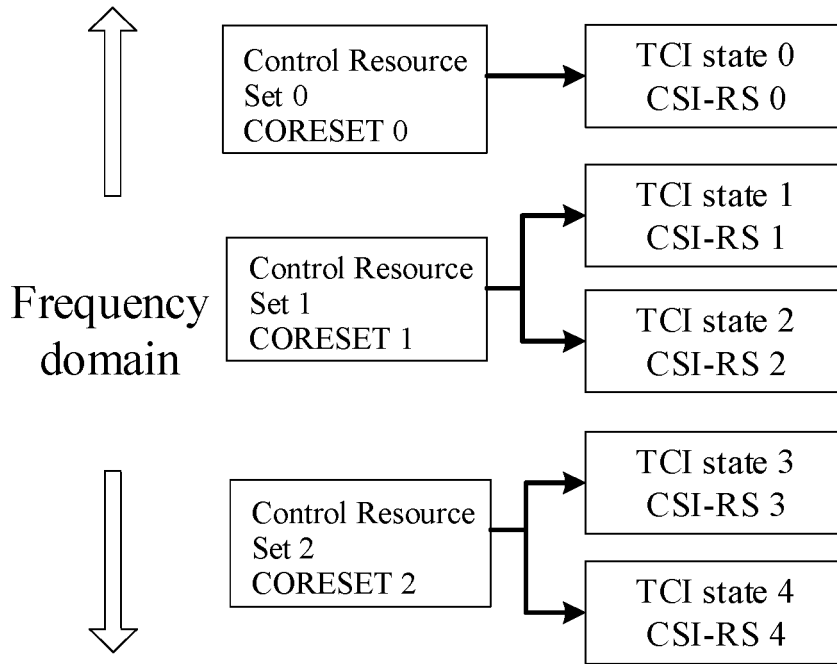 Control Resource
Set 0
CORESET 0
TCI state 0
CSI-RS 0
Frequency
domain
Control Resource
Set 1
CORESET 1
TCI state 1
CSI-RS 1
TCI state 2
CSI-RS 2
Control Resource
Set 2
CORESET 2
TCI state 3
CSI-RS 3
TCI state 4
CSI-RS 4